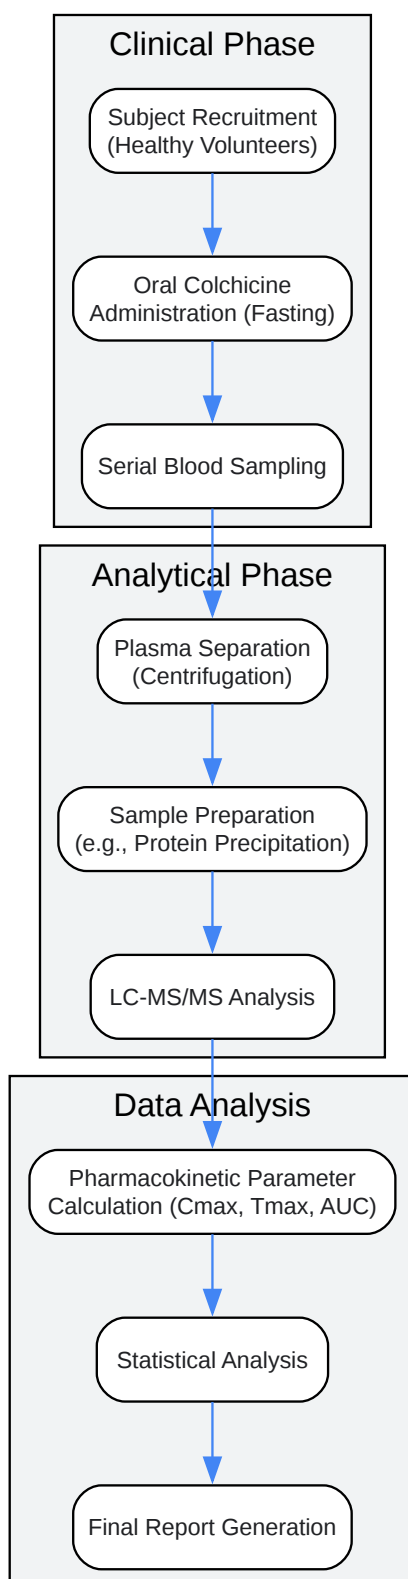 Clinical Phase
Subject Recruitment
(Healthy Volunteers)
Oral Colchicine
Administration (Fasting)
Serial Blood Sampling
Analytical Phase
Plasma Separation
(Centrifugation)
Sample Preparation
(e.g., Protein Precipitation)
LC-MS/MS Analysis
Data Analysis
Pharmacokinetic Parameter
Calculation (Cmax, Tmax, AUC)
Statistical Analysis
Final Report Generation